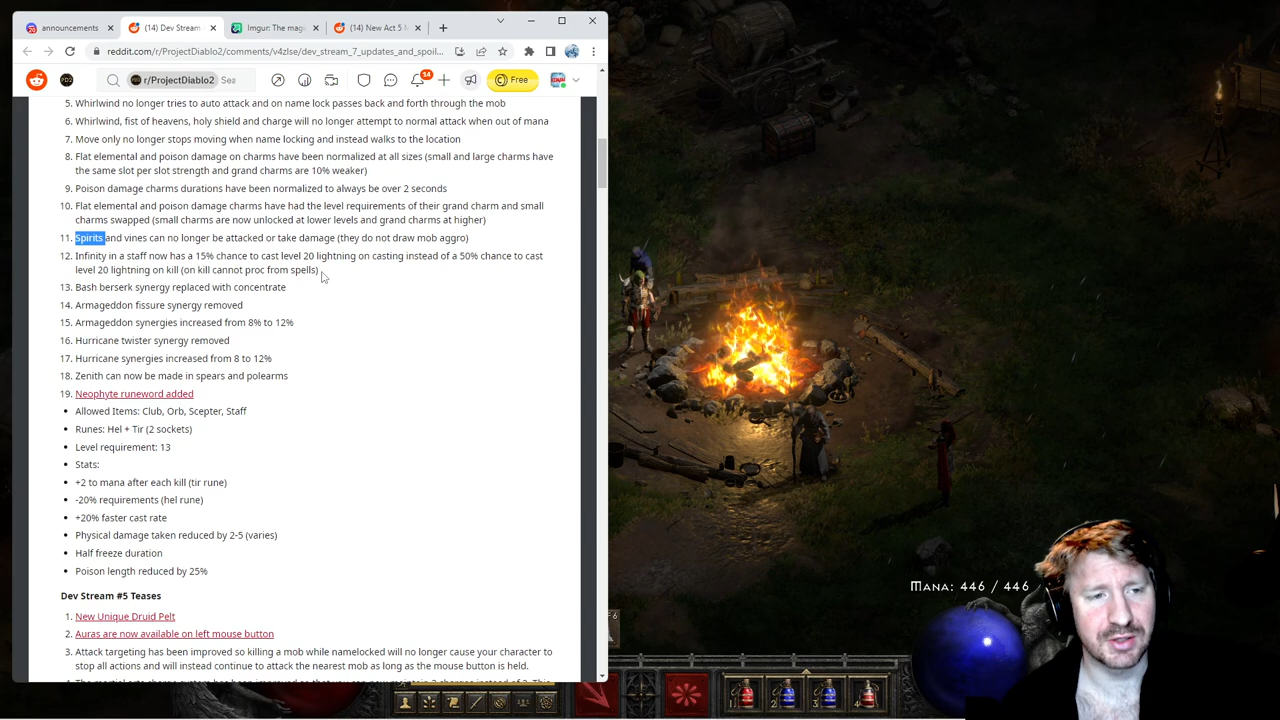 announcements
(14) Dev Stream
Imgur: The mag
(14) New Act 5 M
reddit.com/r/ProjectDiablo2/comments/v4zlse/dev_stream_7_updates_and_spoil...
r/ProjectDiablo2
Sea
14
Free
5. Whirlwind no longer tries to auto attack and on name lock passes back and forth through the mob
6. Whirlwind, fist of heavens, holy shield and charge will no longer attempt to normal attack when out of mana
7. Move only no longer stops moving when name locking and instead walks to the location
8. Flat elemental and poison damage on charms have been normalized at all sizes (small and large charms have
the same slot per slot strength and grand charms are 10% weaker)
9. Poison damage charms durations have been normalized to always be over 2 seconds
10. Flat elemental and poison damage charms have had the level requirements of their grand charm and small
charms swapped (small charms are now unlocked at lower levels and grand charms at higher)
11. Spirits and vines can no longer be attacked or take damage (they do not draw mob aggro)
12. Infinity in a staff now has a 15% chance to cast level 20 lightning on casting instead of a 50% chance to cast
level 20 lightning on kill (on kill cannot proc from spells)
13. Bash berserk synergy replaced with concentrate
14. Armageddon fissure synergy removed
15. Armageddon synergies increased from 8% to 12%
16. Hurricane twister synergy removed
17. Hurricane synergies increased from 8 to 12%
18. Zenith can now be made in spears and polearms
19. Neophyte runeword added
• Allowed Items: Club, Orb, Scepter, Staff
• Runes: Hel + Tir (2 sockets)
• Level requirement: 13
• Stats:
• +2 to mana after each kill (tir rune)
• -20% requirements (hel rune)
• +20% faster cast rate
• Physical damage taken reduced by 2-5 (varies)
• Half freeze duration
• Poison length reduced by 25%
Dev Stream #5 Teases
1. New Unique Druid Pelt
2. Auras are now available on left mouse button
3. Attack targeting has been improved so killing a mob while namelocked will no longer cause your character to
stop all actions and will instead continue to attack the nearest mob as long as the mouse button is held.
Mana: 446 / 446
F6
1
2
3
4